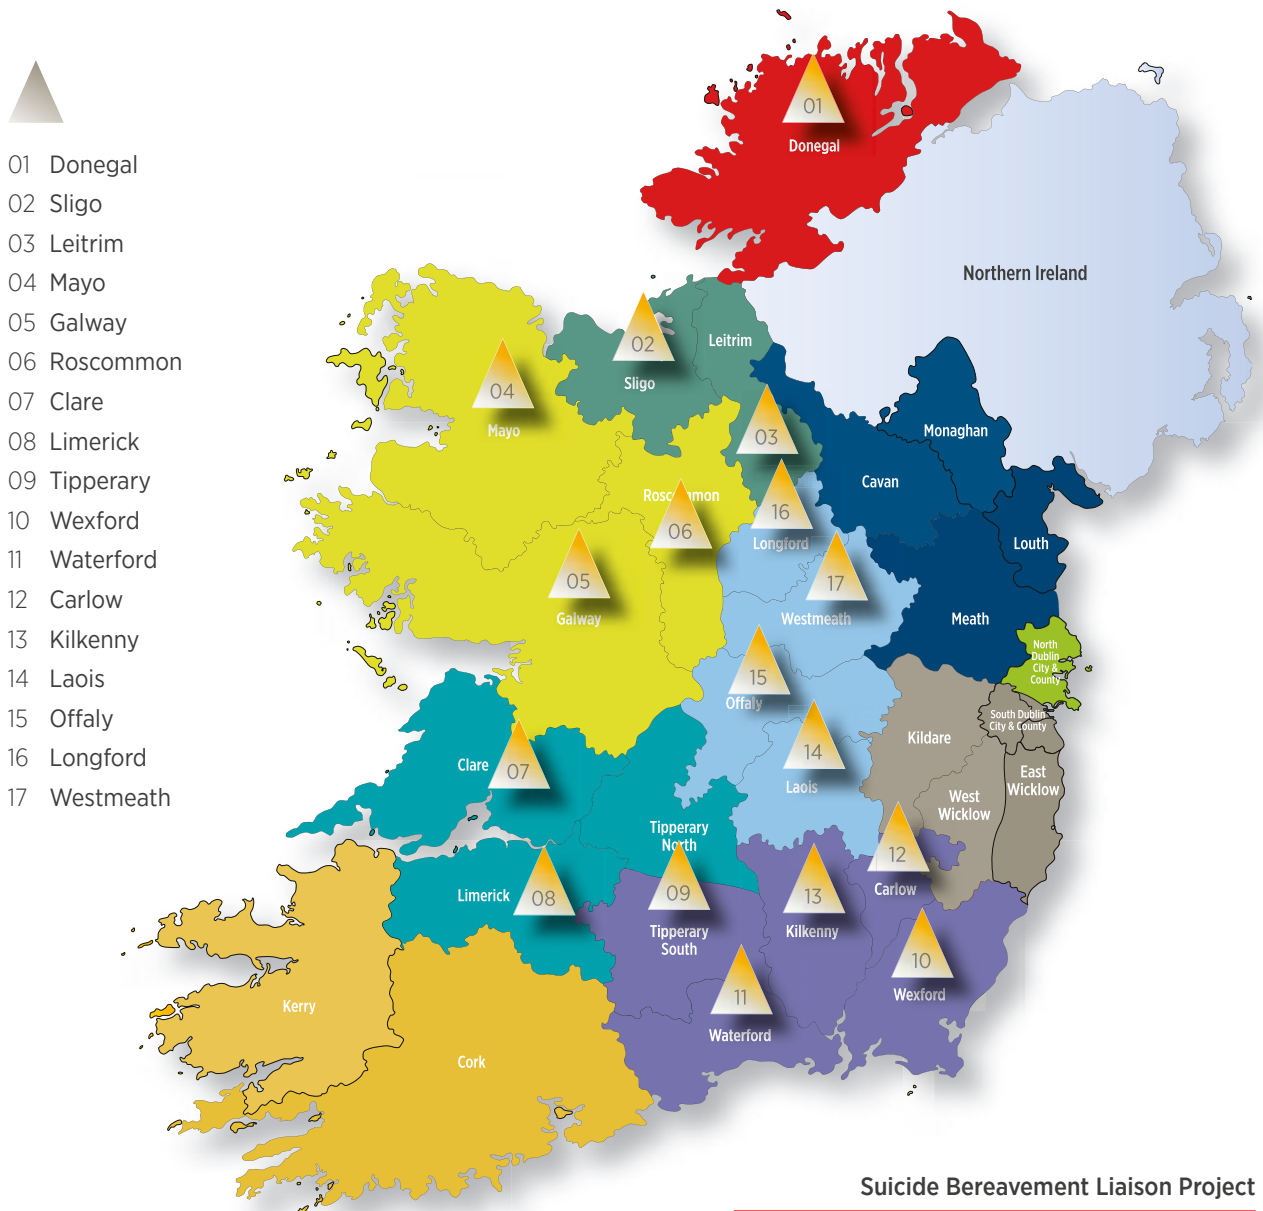 01 Donegal
02 Sligo
03 Leitrim
04 Mayo
05 Galway
06 Roscommon
07 Clare
08 Limerick
09 Tipperary
10 Wexford
11 Waterford
12 Carlow
13 Kilkenny
14 Laois
15 Offaly
16 Longford
17 Westmeath
01
Donegal
Northern Ireland
02
Sligo
Leitrim
04
Mayo
03
Monaghan
Cavan
Roscommon
06
16
Longford
Louth
05
Galway
17
Westmeath
Meath
North
Dublin
City &
County
15
Offaly
South Dublin
City & County
Kildare
14
Laois
Clare
07
East
Wicklow
West
Wicklow
Tipperary
North
12
Carlow
Limerick
08
09
Tipperary
South
13
Kilkenny
10
Wexford
11
Waterford
Kerry
Cork
Suicide Bereavement Liaison Project